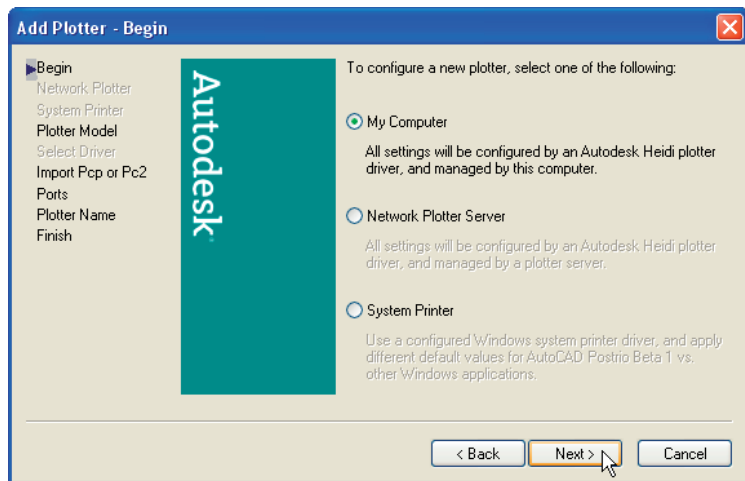 Add Plotter - Begin
Begin
Network Plotter
System Printer
Plotter Model
Select Driver
Import Pcp or Pc2
Ports
Plotter Name
Finish
Autodesk
To configure a new plotter, select one of the following:
My Computer
All settings will be configured by an Autodesk Heidi plotter
driver, and managed by this computer.
Network Plotter Server
All settings will be configured by an Autodesk Heidi plotter
driver, and managed by a plotter server.
System Printer
Use a configured Windows system printer driver, and apply
different default values for AutoCAD Postrio Beta 1 vs.
other Windows applications.
< Back
Next >
Cancel